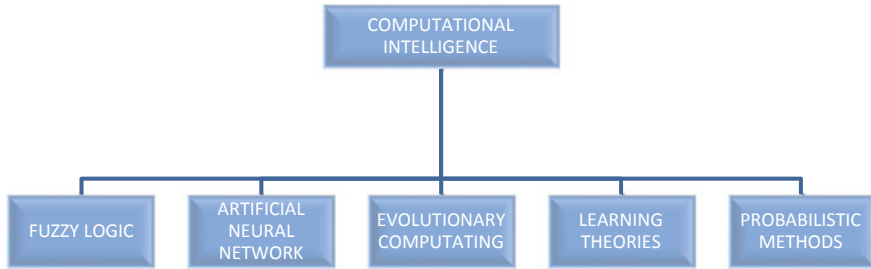 COMPUTATIONAL
INTELLIGENCE
FUZZY LOGIC
ARTIFICIAL
NEURAL
NETWORK
EVOLUTIONARY
COMPUTATING
LEARNING
THEORIES
PROBABILISTIC
METHODS